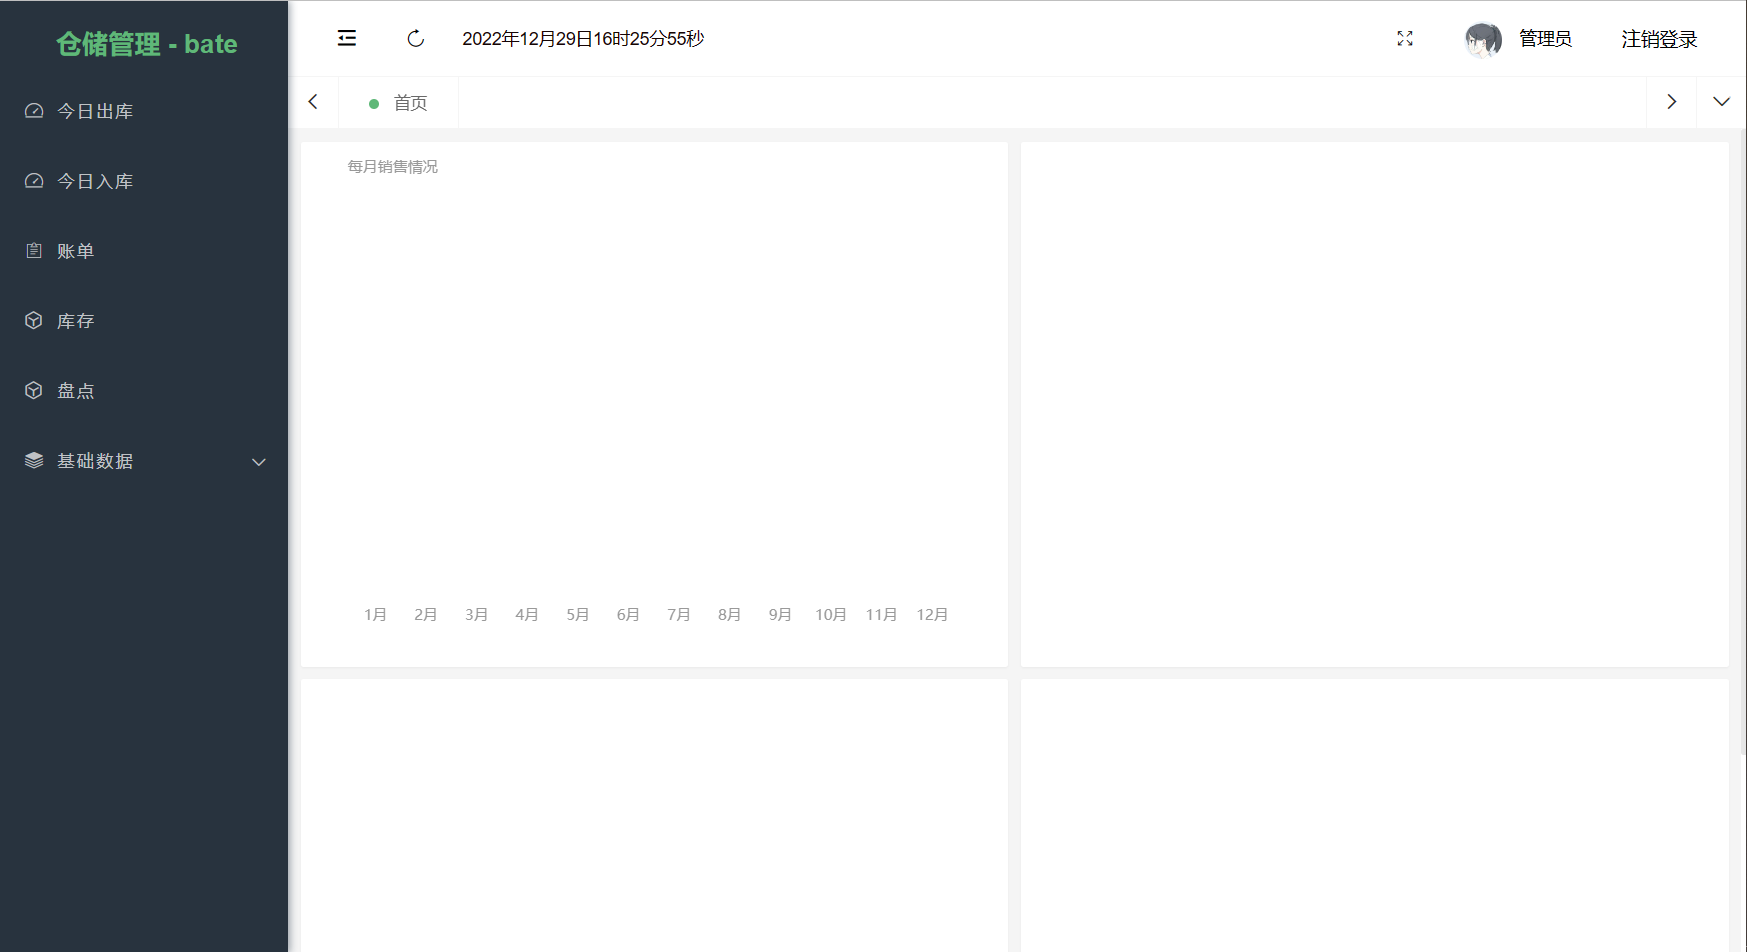 仓储管理 - bate
今日出库
今日入库
账单
库存
盘点
基础数据
2022年12月29日16时25分55秒
管理员
注销登录
首页
每月销售情况
1月 2月 3月 4月 5月 6月 7月 8月 9月 10月 11月 12月